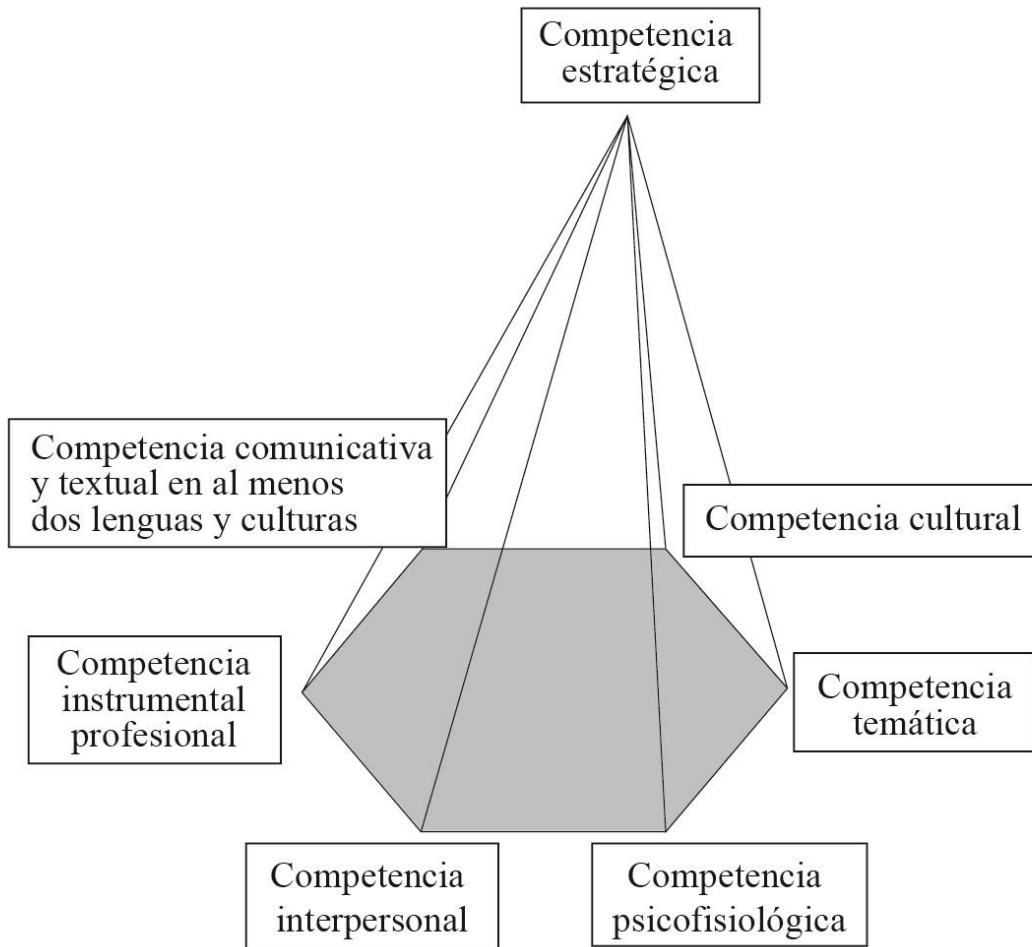 Competencia
estratégica
Competencia comunicativa
y textual en al menos
dos lenguas y culturas
Competencia cultural
Competencia
instrumental
profesional
Competencia
temática
Competencia
interpersonal
Competencia
psicofisiológica